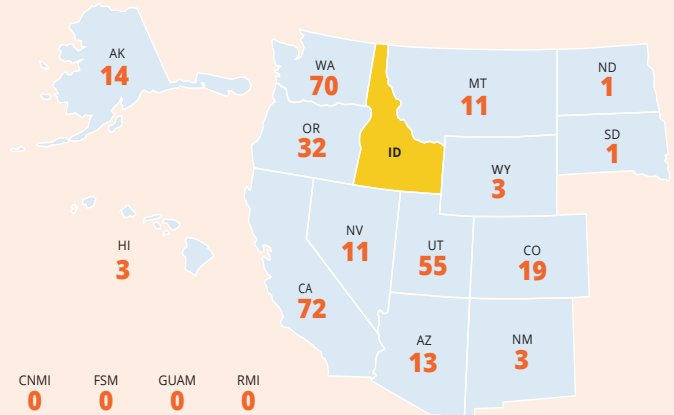 AK
14
WA
70
MT
11
ND
1
OR
32
ID
SD
1
WY
3
HI
3
NV
11
UT
55
CO
19
CA
72
AZ
13
NM
3
CNMI
0
FSM
0
GUAM
0
RMI
0